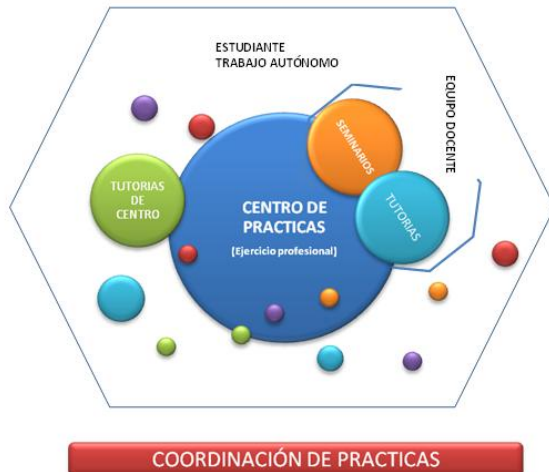 ESTUDIANTE
TRABAJO AUTÓNOMO
EQUIPO DOCENTE
SEMINARIOS
TUTORIAS
TUTORIAS
DE
CENTRO
CENTRO DE
PRACTICAS
[Ejercicio profesional]
COORDINACIÓN DE PRACTICAS